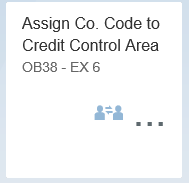 Assign Co. Code to
Credit Control Area
OB38 - EX 6
...